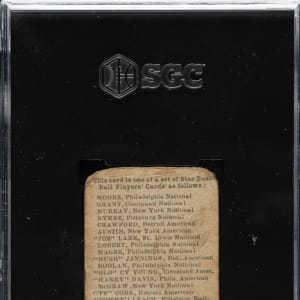 SGC
This card is one of a set of Star Base
Ball Players' Cards as follows:
MOORE, Philadelphia National
GRANT, Cincinnati National
MURRAY, New York National
BYRNE, Pittsburg National
CRAWFORD, Detroit American
AUSTIN, New York American
"JOE" LAKE, St. Louis National
LOBERT, Philadelphia National
MAGEE, Philadelphia National
"HUGH" JENNINGS, Det. American
DOOLAN, Philadelphia National
"OLD" CY YOUNG, Cleveland Amer.
"HARRY" DAVIS, Phila. American
McGRAW, New York National
"TY" COBB, Detroit American